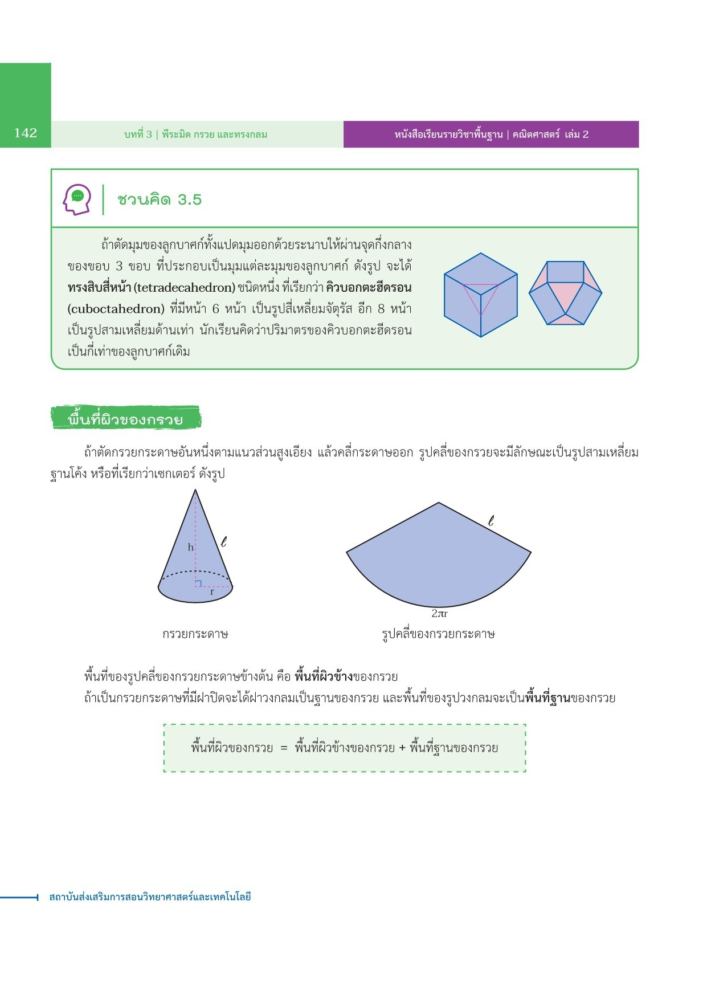 142
บทที่ 3 | พีระมิด กรวย และทรงกลม
หนังสือเรียนรายวิชาพื้นฐาน | คณิตศาสตร์ เล่ม 2
ชวนคิด 3.5
ถ้าตัดมุมของลูกบาศก์ทั้งแปดมุมออกด้วยระนาบให้ผ่านจุดกึ่งกลาง
ของขอบ 3 ขอบ ที่ประกอบเป็นมุมแต่ละมุมของลูกบาศก์ ดังรูป จะได้
ทรงสิบสี่หน้า (tetradecahedron) ชนิดหนึ่ง ที่เรียกว่า คิวบอกตะฮีดรอน
(cuboctahedron) ที่มีหน้า 6 หน้า เป็นรูปสี่เหลี่ยมจัตุรัส อีก 8 หน้า
เป็นรูปสามเหลี่ยมด้านเท่า นักเรียนคิดว่าปริมาตรของคิวบอกตะฮีดรอน
เป็นกี่เท่าของลูกบาศก์เดิม
พื้นที่ผิวของกรวย
ถ้าตัดกรวยกระดาษอันหนึ่งตามแนวส่วนสูงเอียง แล้วคลี่กระดาษออก รูปคลี่ของกรวยจะมีลักษณะเป็นรูปสามเหลี่ยม
ฐานโค้ง หรือที่เรียกว่าเซกเตอร์ ดังรูป
h
ℓ
r
ℓ
2πr
กรวยกระดาษ
รูปคลี่ของกรวยกระดาษ
พื้นที่ของรูปคลี่ของกรวยกระดาษข้างต้น คือ พื้นที่ผิวข้างของกรวย
ถ้าเป็นกรวยกระดาษที่มีฝาปิดจะได้ฝาวงกลมเป็นฐานของกรวย และพื้นที่ของรูปวงกลมจะเป็นพื้นที่ฐานของกรวย
พื้นที่ผิวของกรวย = พื้นที่ผิวข้างของกรวย + พื้นที่ฐานของกรวย
สถาบันส่งเสริมการสอนวิทยาศาสตร์และเทคโนโลยี